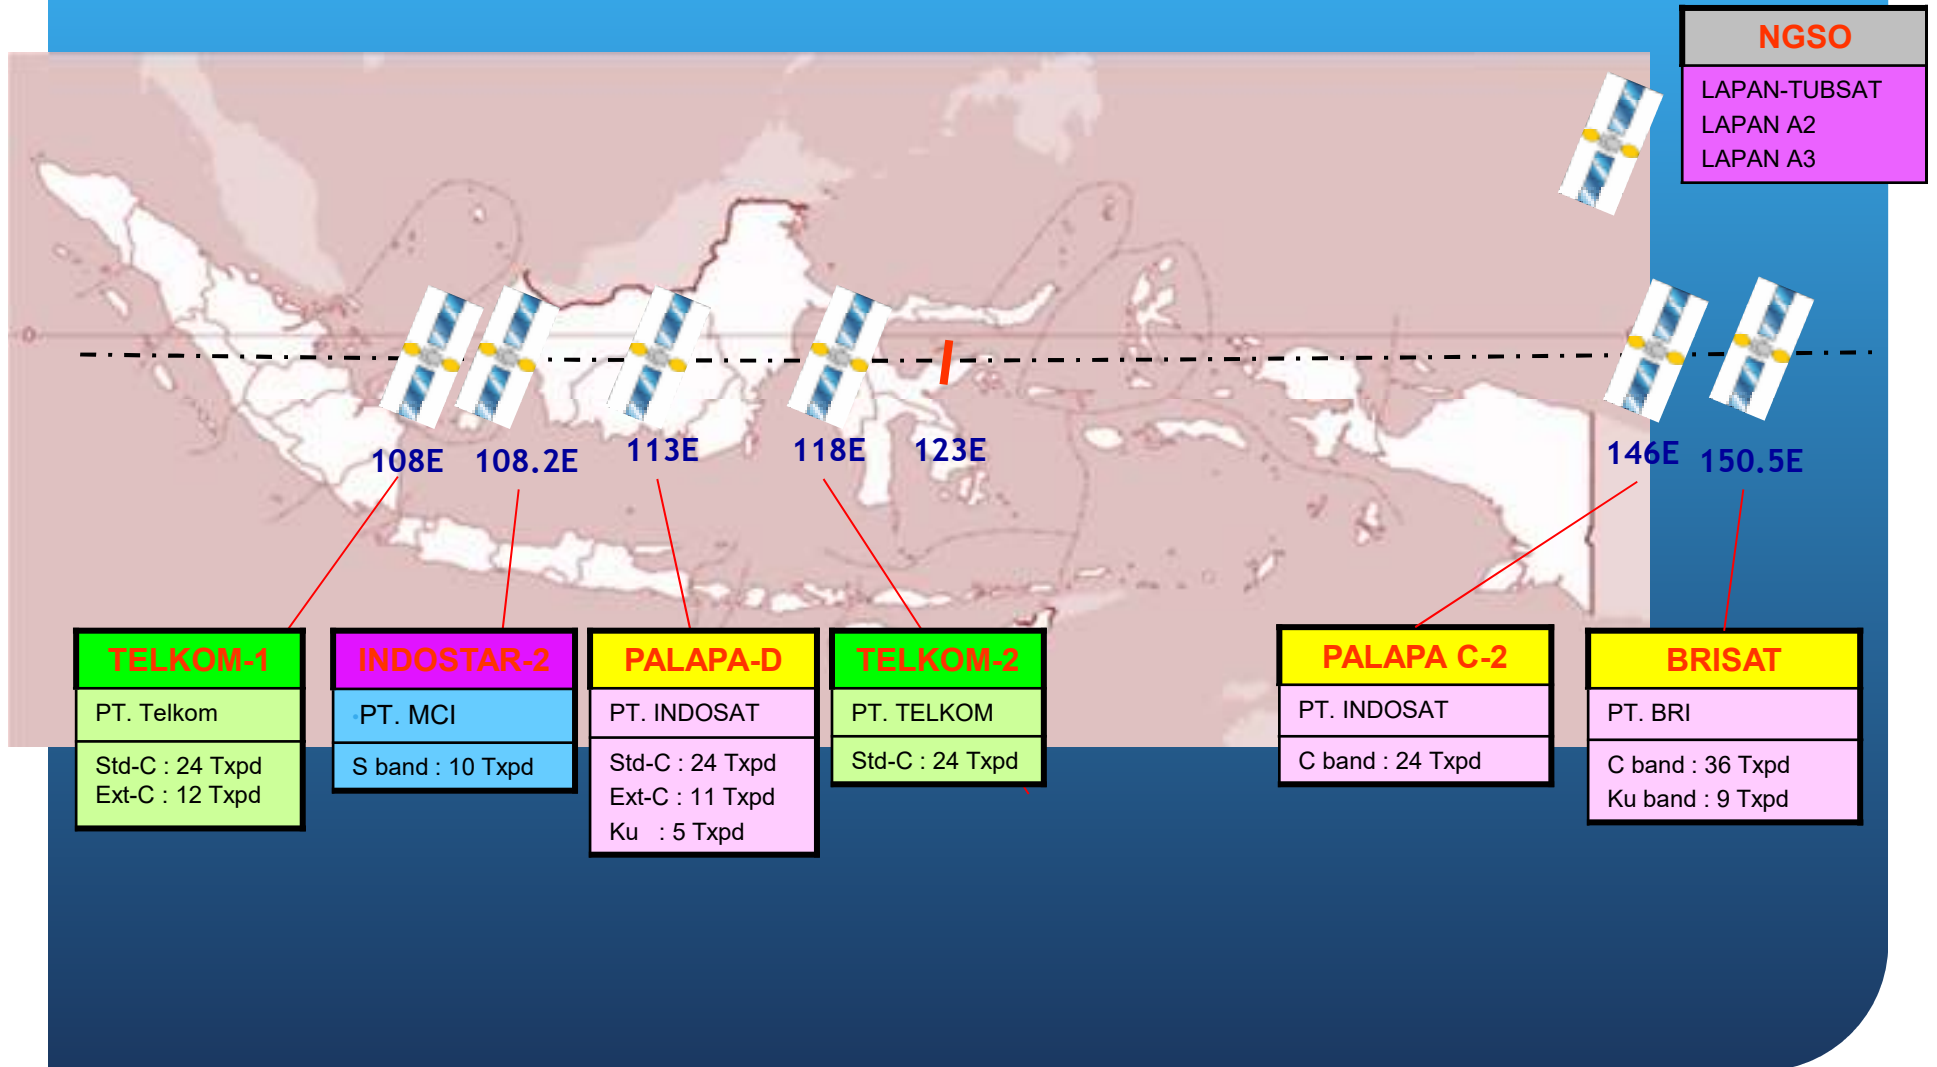 NGSO
LAPAN-TUBSAT
LAPAN A2
LAPAN A3
0
108E
108.2E
113E
118E
123E
146E
150.5E
TELKOM-1
PT. Telkom
Std-C : 24 Txpd
Ext-C : 12 Txpd
INDOSTAR-2
·PT. MCI
S band : 10 Txpd
PALAPA-D
PT. INDOSAT
Std-C : 24 Txpd
Ext-C : 11 Txpd
Ku : 5 Txpd
TELKOM-2
PT. TELKOM
Std-C : 24 Txpd
PALAPA C-2
PT. INDOSAT
C band : 24 Txpd
BRISAT
PT. BRI
C band : 36 Txpd
Ku band : 9 Txpd